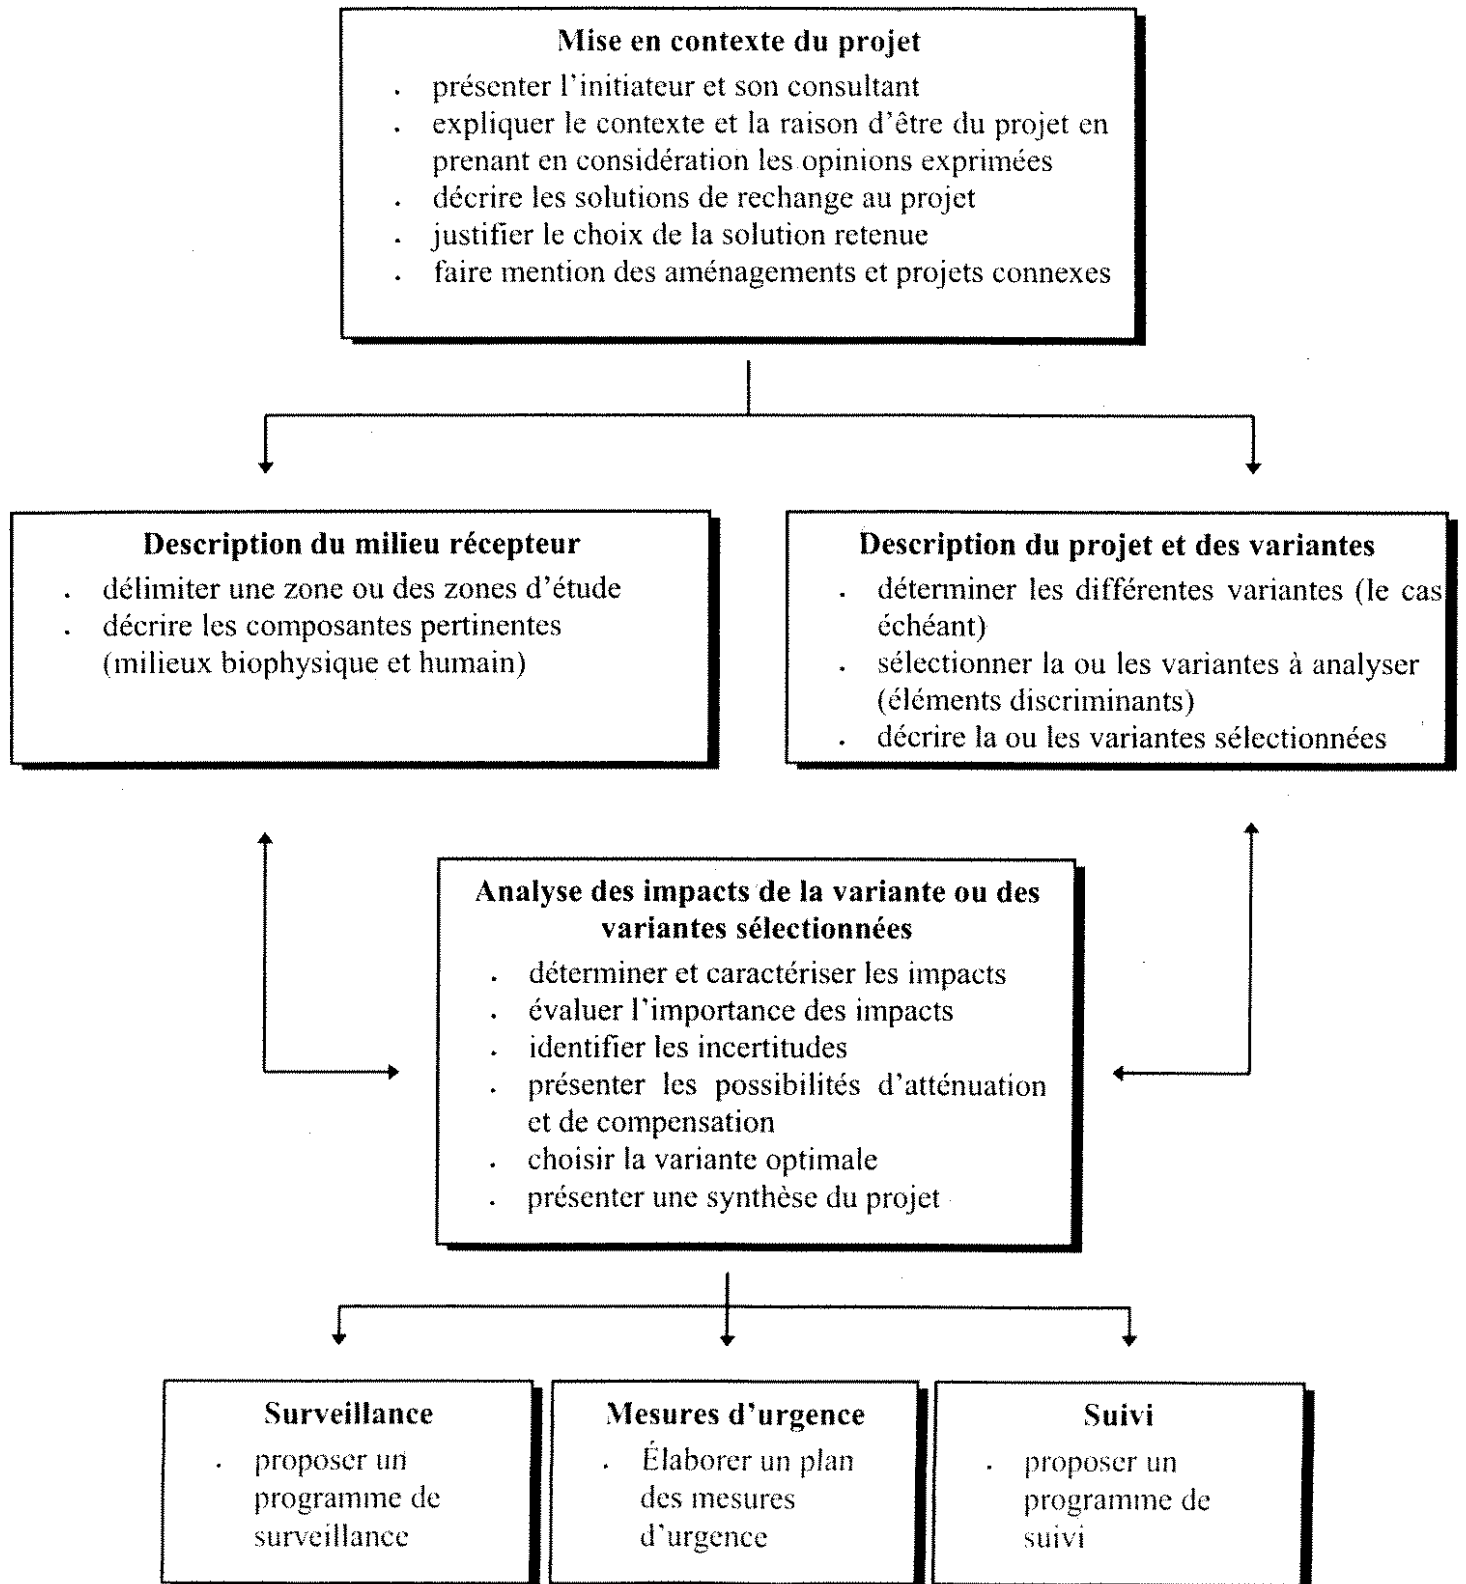 Mise en contexte du projet
. présenter l'initiateur et son consultant
. expliquer le contexte et la raison d'être du projet en
prenant en considération les opinions exprimées
. décrire les solutions de rechange au projet
. justifier le choix de la solution retenue
. faire mention des aménagements et projets connexes
Description du milieu récepteur
. délimiter une zone ou des zones d'étude
. décrire les composantes pertinentes
(milieux biophysique et humain)
Description du projet et des variantes
. déterminer les différentes variantes (le cas
échéant)
. sélectionner la ou les variantes à analyser
(éléments discriminants)
. décrire la ou les variantes sélectionnées
Analyse des impacts de la variante ou des
variantes sélectionnées
. déterminer et caractériser les impacts
. évaluer l'importance des impacts
. identifier les incertitudes
. présenter les possibilités d'atténuation
et de compensation
. choisir la variante optimale
. présenter une synthèse du projet
Surveillance
. proposer un
programme de
surveillance
Mesures d'urgence
. Élaborer un plan
des mesures
d'urgence
Suivi
. proposer un
programme de
suivi